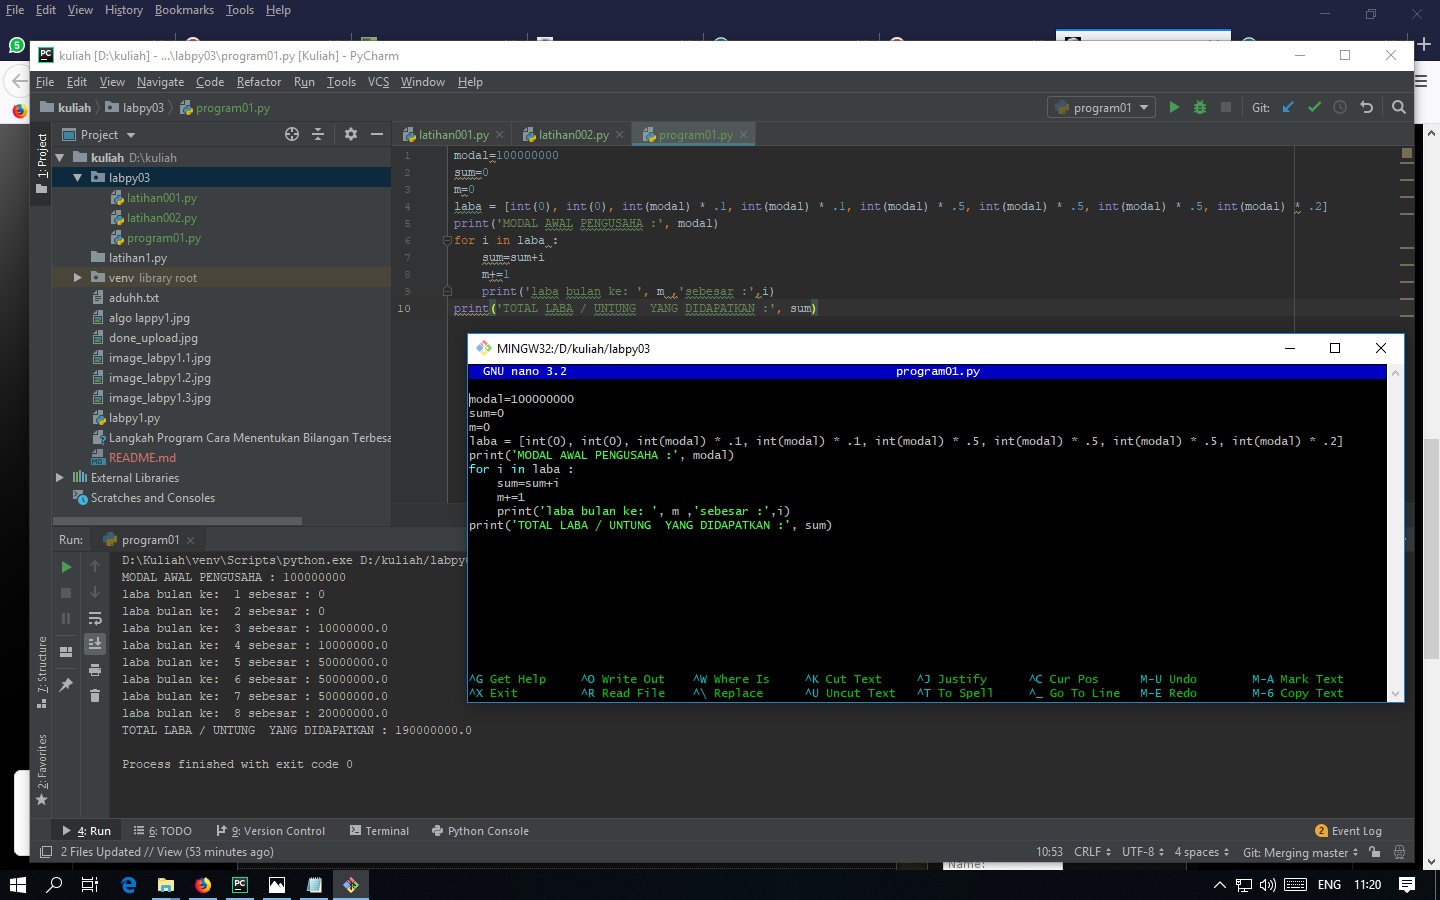 File Edit View History Bookmarks Tools Help
5
kuliah [D:\kuliah] - ...\labpy03\program01.py [Kuliah] - PyCharm
File Edit View Navigate Code Refactor Run Tools VCS Window Help
kuliah labpy03 program01.py
program01 Git:
1: Project
Project
latihan001.py latihan002.py program01.py
kuliah D:\kuliah
labpy03
latihan001.py
latihan002.py
program01.py
latihan1.py
venv library root
aduhh.txt
algo lappy1.jpg
done_upload.jpg
image_labpy1.1.jpg
image_labpy1.2.jpg
image_labpy1.3.jpg
labpy1.py
Langkah Program Cara Menentukan Bilangan Terbesa
README.md
External Libraries
Scratches and Consoles
1 modal=100000000
2 sum=0
3 m=0
4 laba = [int(0), int(0), int(modal) * .1, int(modal) * .1, int(modal) * .5, int(modal) * .5, int(modal) * .5, int(modal) * .2]
5 print('MODAL AWAL PENGUSAHA :', modal)
6 for i in laba :
7 sum=sum+i
8 m+=1
9 print('laba bulan ke: ', m ,'sebesar :',i)
10 print('TOTAL LABA / UNTUNG  YANG DIDAPATKAN :', sum)
MINGW32:/D/kuliah/labpy03
GNU nano 3.2 program01.py
modal=100000000
sum=0
m=0
laba = [int(0), int(0), int(modal) * .1, int(modal) * .1, int(modal) * .5, int(modal) * .5, int(modal) * .5, int(modal) * .2]
print('MODAL AWAL PENGUSAHA :', modal)
for i in laba :
sum=sum+i
m+=1
print('laba bulan ke: ', m ,'sebesar :',i)
print('TOTAL LABA / UNTUNG  YANG DIDAPATKAN :', sum)
^G Get Help ^O Write Out ^W Where Is ^K Cut Text ^J Justify ^C Cur Pos M-U Undo M-A Mark Text
^X Exit ^R Read File ^\ Replace ^U Uncut Text ^T To Spell ^_ Go To Line M-E Redo M-6 Copy Text
Run: program01
D:\Kuliah\venv\Scripts\python.exe D:/kuliah/labpy
MODAL AWAL PENGUSAHA : 100000000
laba bulan ke:  1 sebesar : 0
laba bulan ke:  2 sebesar : 0
laba bulan ke:  3 sebesar : 10000000.0
laba bulan ke:  4 sebesar : 10000000.0
laba bulan ke:  5 sebesar : 50000000.0
laba bulan ke:  6 sebesar : 50000000.0
laba bulan ke:  7 sebesar : 50000000.0
laba bulan ke:  8 sebesar : 20000000.0
TOTAL LABA / UNTUNG  YANG DIDAPATKAN : 190000000.0
Process finished with exit code 0
7: Structure
2: Favorites
4: Run 6: TODO 9: Version Control Terminal Python Console 2 Event Log
2 Files Updated // View (53 minutes ago) 10:53 CRLF UTF-8 4 spaces Git: Merging master
Name:
ENG 11:20